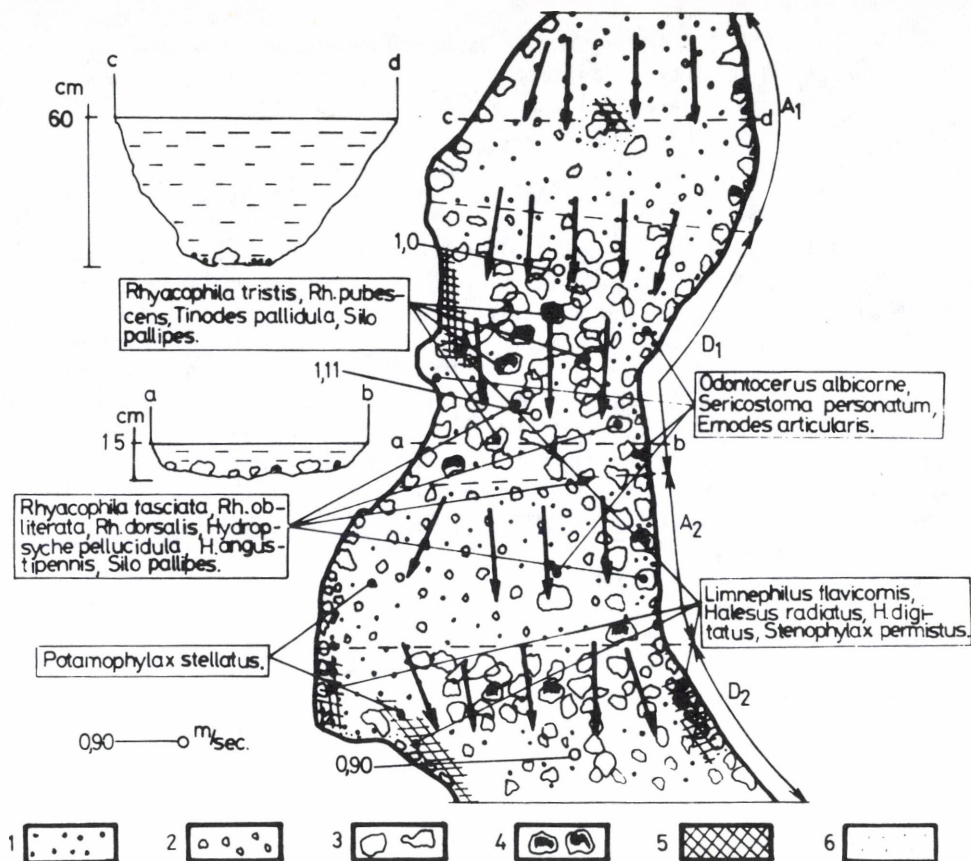 c d
cm
60
c d
A1
1,0
Rhyacophila tristis, Rh. pubes-
cens, Tinodes pallidula, Silo
pallipes.
D1
1,11
Odontocerus albicorne,
Sericostoma personatum,
Ernodes articularis.
a b
cm
15
a b
Rhyacophila fasciata, Rh. ob-
literata, Rh. dorsalis, Hydrop-
syche pellucidula H. angus-
tipennis, Silo pallipes.
A2
Limnephilus flavicornis,
Halesus radiatus, H. digi-
tatus, Stenophylax permistus.
Potamophylax stellatus.
D2
0,90 m/sec.
0,90
1 2 3 4 5 6